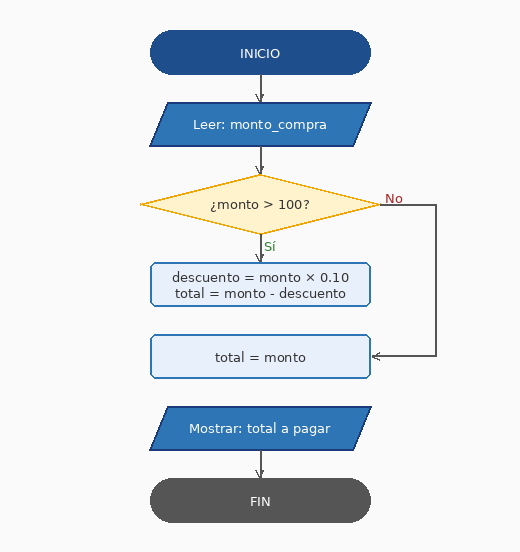 INICIO
Leer: monto_compra
¿monto > 100?
No
Sí
descuento = monto × 0.10
total = monto - descuento
total = monto
Mostrar: total a pagar
FIN